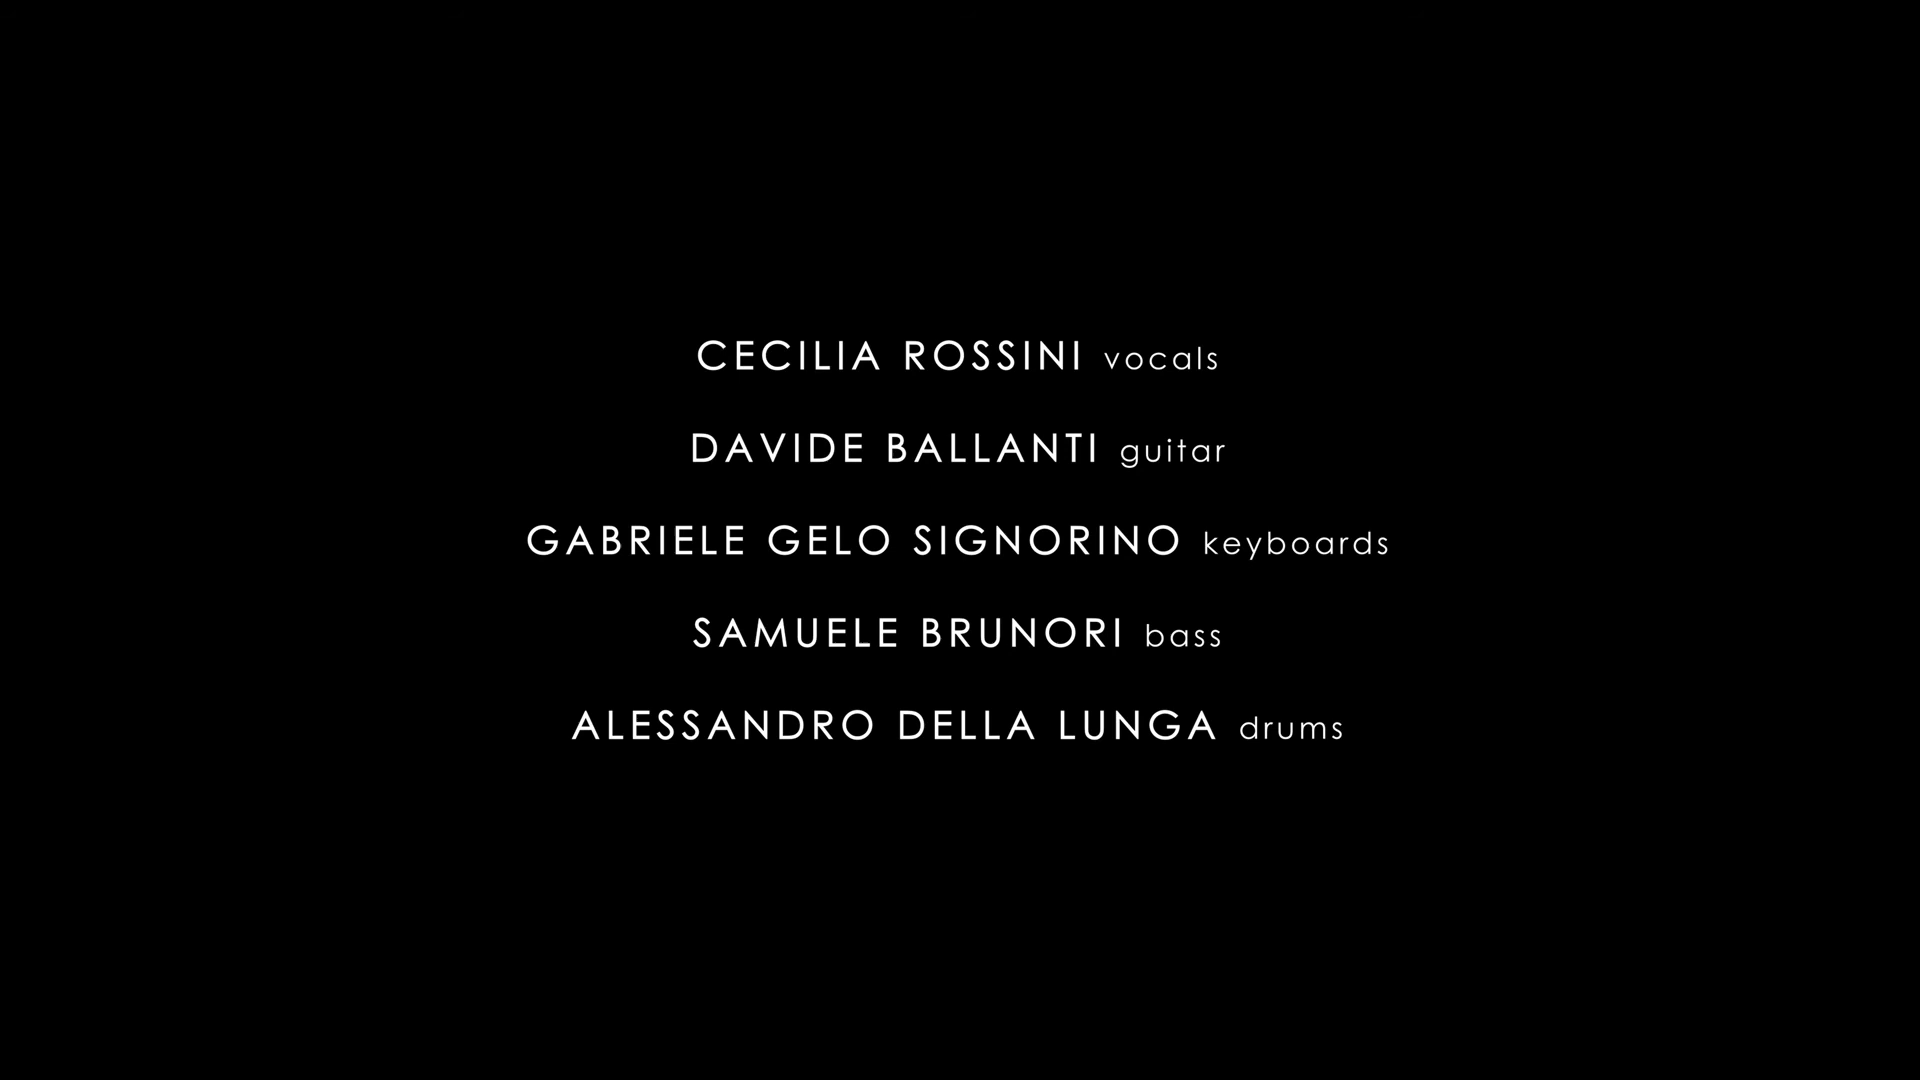 CECILIA ROSSINI vocals
DAVIDE BALLANTI guitar
GABRIELE GELO SIGNORINO keyboards
SAMUELE BRUNORI bass
ALESSANDRO DELLA LUNGA drums